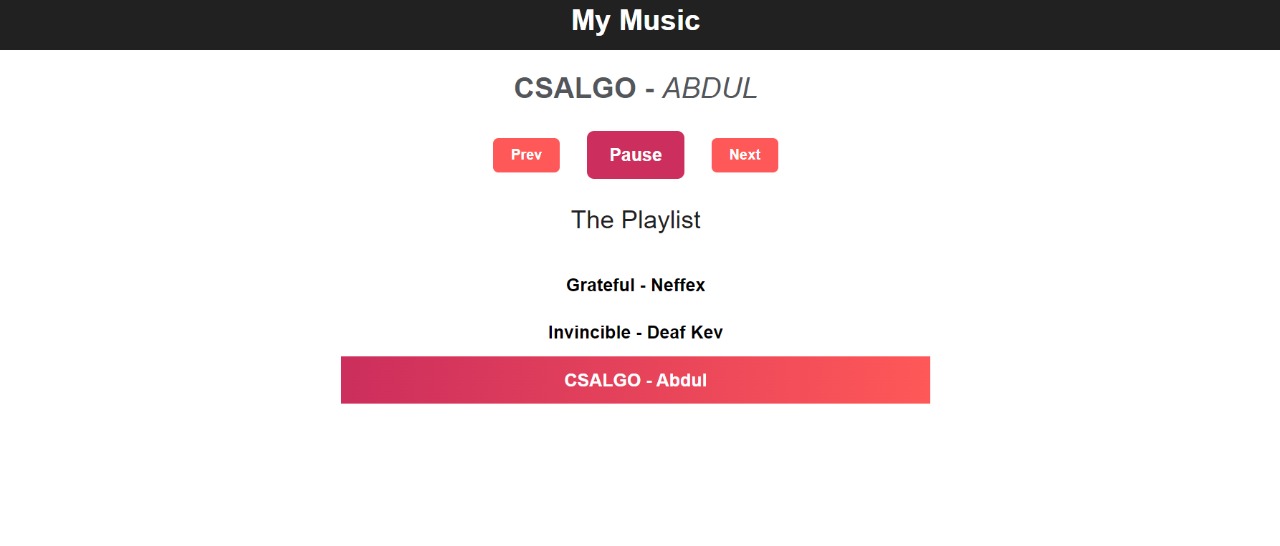 My Music
CSALGO - ABDUL
Prev Pause Next
The Playlist
Grateful - Neffex
Invincible - Deaf Kev
CSALGO - Abdul